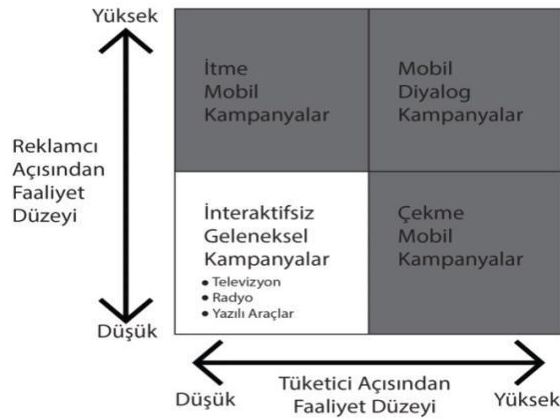 Yüksek
Reklamcı
Açısından
Faaliyet
Düzeyi
Düşük
İtme
Mobil
Kampanyalar
Mobil
Diyalog
Kampanyalar
İnteraktifsiz
Geleneksel
Kampanyalar
• Televizyon
• Radyo
• Yazılı Araçlar
Çekme
Mobil
Kampanyalar
Düşük
Tüketici Açısından
Faaliyet Düzeyi
Yüksek